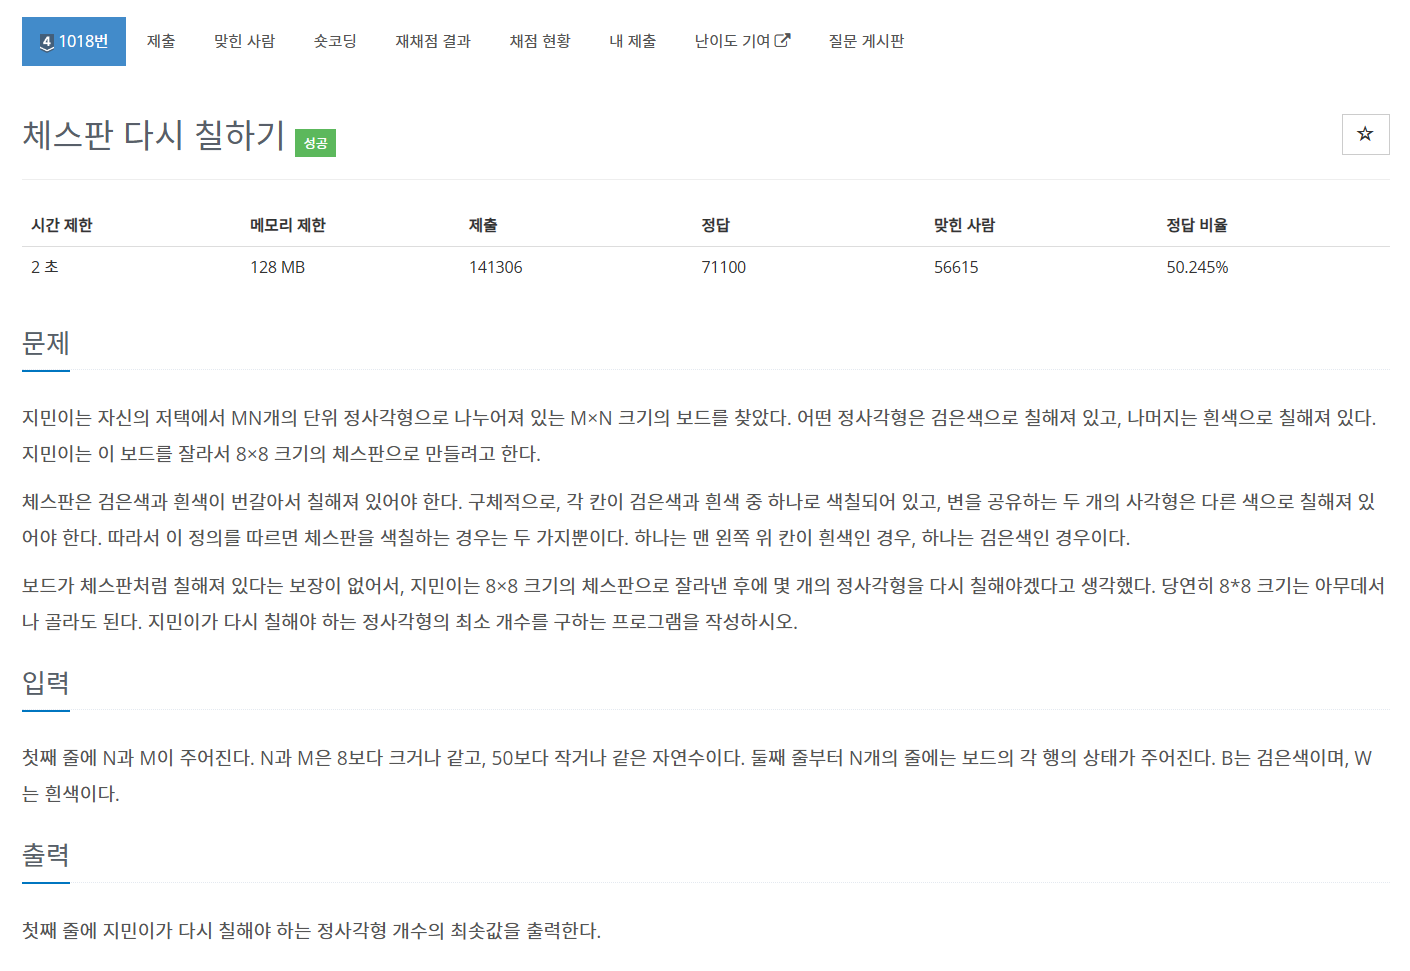 4 1018번 제출 맞힌 사람 숏코딩 재채점 결과 채점 현황 내 제출 난이도 기여 질문 게시판
체스판 다시 칠하기 성공
시간 제한 메모리 제한 제출 정답 맞힌 사람 정답 비율
2 초 128 MB 141306 71100 56615 50.245%
문제
지민이는 자신의 저택에서 MN개의 단위 정사각형으로 나누어져 있는 M×N 크기의 보드를 찾았다. 어떤 정사각형은 검은색으로 칠해져 있고, 나머지는 흰색으로 칠해져 있다.
지민이는 이 보드를 잘라서 8×8 크기의 체스판으로 만들려고 한다.
체스판은 검은색과 흰색이 번갈아서 칠해져 있어야 한다. 구체적으로, 각 칸이 검은색과 흰색 중 하나로 색칠되어 있고, 변을 공유하는 두 개의 사각형은 다른 색으로 칠해져 있
어야 한다. 따라서 이 정의를 따르면 체스판을 색칠하는 경우는 두 가지뿐이다. 하나는 맨 왼쪽 위 칸이 흰색인 경우, 하나는 검은색인 경우이다.
보드가 체스판처럼 칠해져 있다는 보장이 없어서, 지민이는 8×8 크기의 체스판으로 잘라낸 후에 몇 개의 정사각형을 다시 칠해야겠다고 생각했다. 당연히 8*8 크기는 아무데서
나 골라도 된다. 지민이가 다시 칠해야 하는 정사각형의 최소 개수를 구하는 프로그램을 작성하시오.
입력
첫째 줄에 N과 M이 주어진다. N과 M은 8보다 크거나 같고, 50보다 작거나 같은 자연수이다. 둘째 줄부터 N개의 줄에는 보드의 각 행의 상태가 주어진다. B는 검은색이며, W
는 흰색이다.
출력
첫째 줄에 지민이가 다시 칠해야 하는 정사각형 개수의 최솟값을 출력한다.